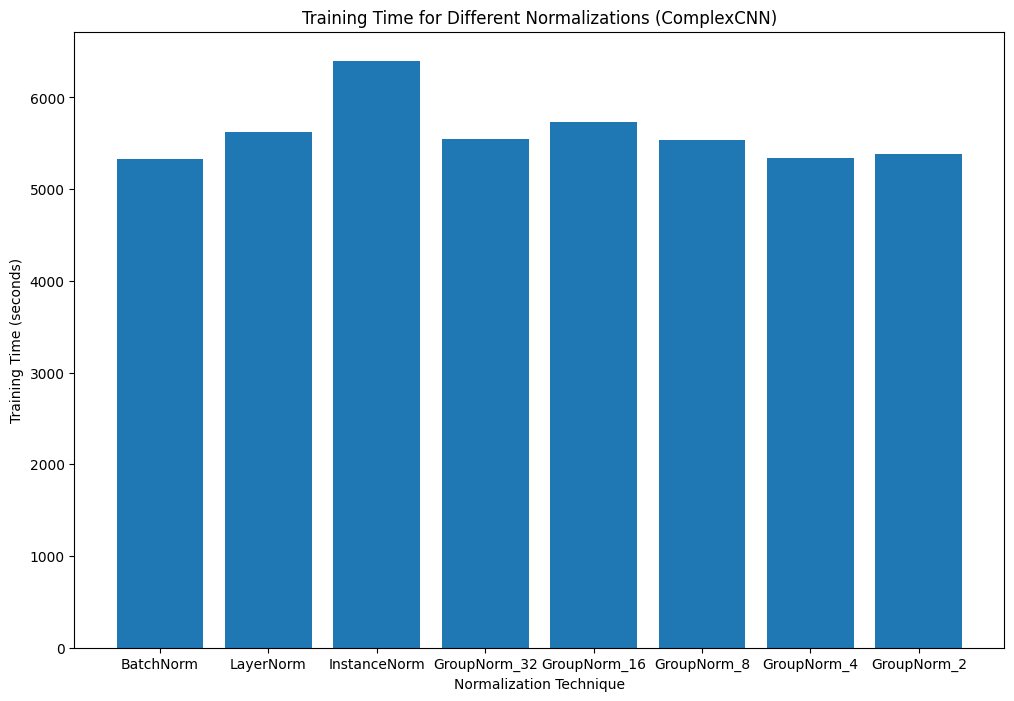 Training Time for Different Normalizations (ComplexCNN)
Training Time (seconds)
6000
5000
4000
3000
2000
1000
0
BatchNorm LayerNorm InstanceNorm GroupNorm_32 GroupNorm_16 GroupNorm_8 GroupNorm_4 GroupNorm_2
Normalization Technique